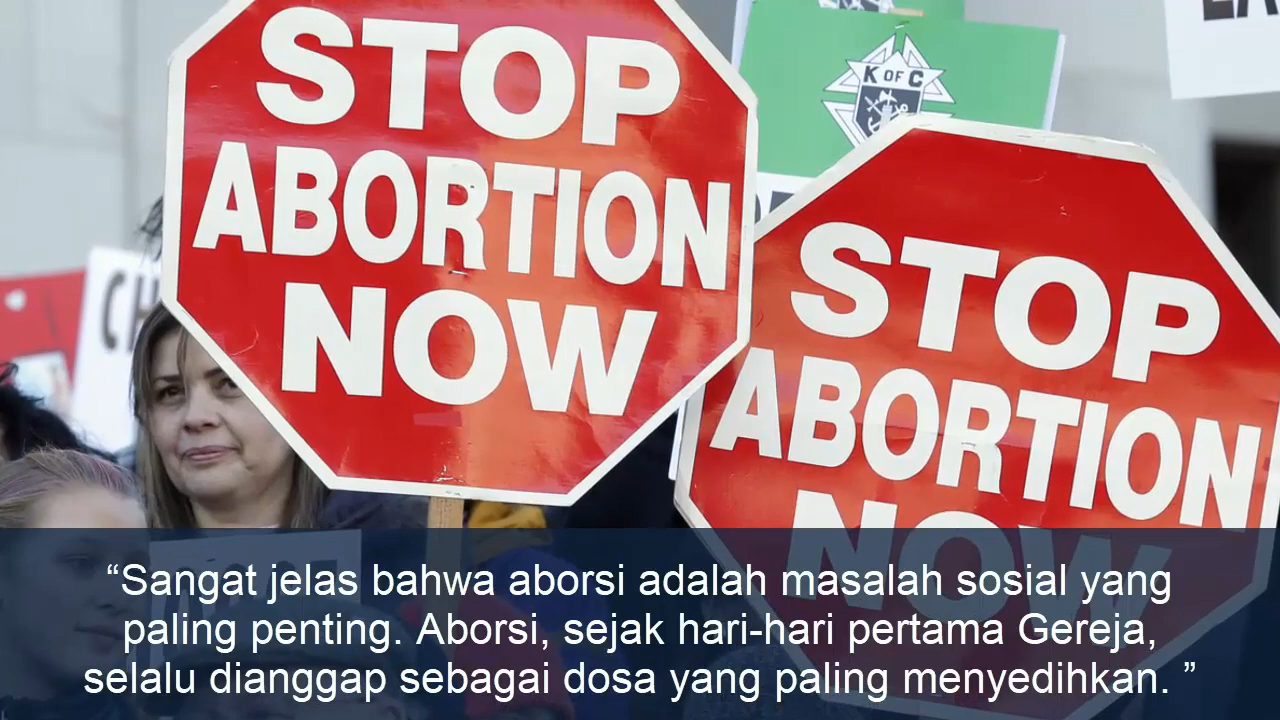 STOP
ABORTION
NOW
K OF C
STOP
ABORTION
NOW
“Sangat jelas bahwa aborsi adalah masalah sosial yang
paling penting. Aborsi, sejak hari-hari pertama Gereja,
selalu dianggap sebagai dosa yang paling menyedihkan. ”